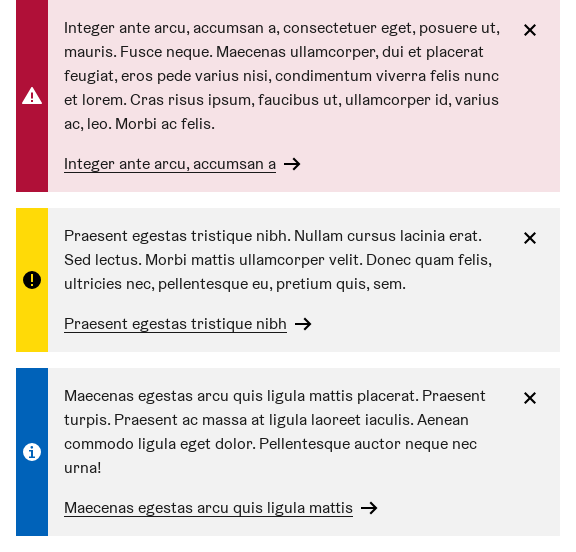 Integer ante arcu, accumsan a, consectetuer eget, posuere ut,
mauris. Fusce neque. Maecenas ullamcorper, dui et placerat
feugiat, eros pede varius nisi, condimentum viverra felis nunc
et lorem. Cras risus ipsum, faucibus ut, ullamcorper id, varius
ac, leo. Morbi ac felis.
Integer ante arcu, accumsan a
Praesent egestas tristique nibh. Nullam cursus lacinia erat.
Sed lectus. Morbi mattis ullamcorper velit. Donec quam felis,
ultricies nec, pellentesque eu, pretium quis, sem.
Praesent egestas tristique nibh
Maecenas egestas arcu quis ligula mattis placerat. Praesent
turpis. Praesent ac massa at ligula laoreet iaculis. Aenean
commodo ligula eget dolor. Pellentesque auctor neque nec
urna!
Maecenas egestas arcu quis ligula mattis